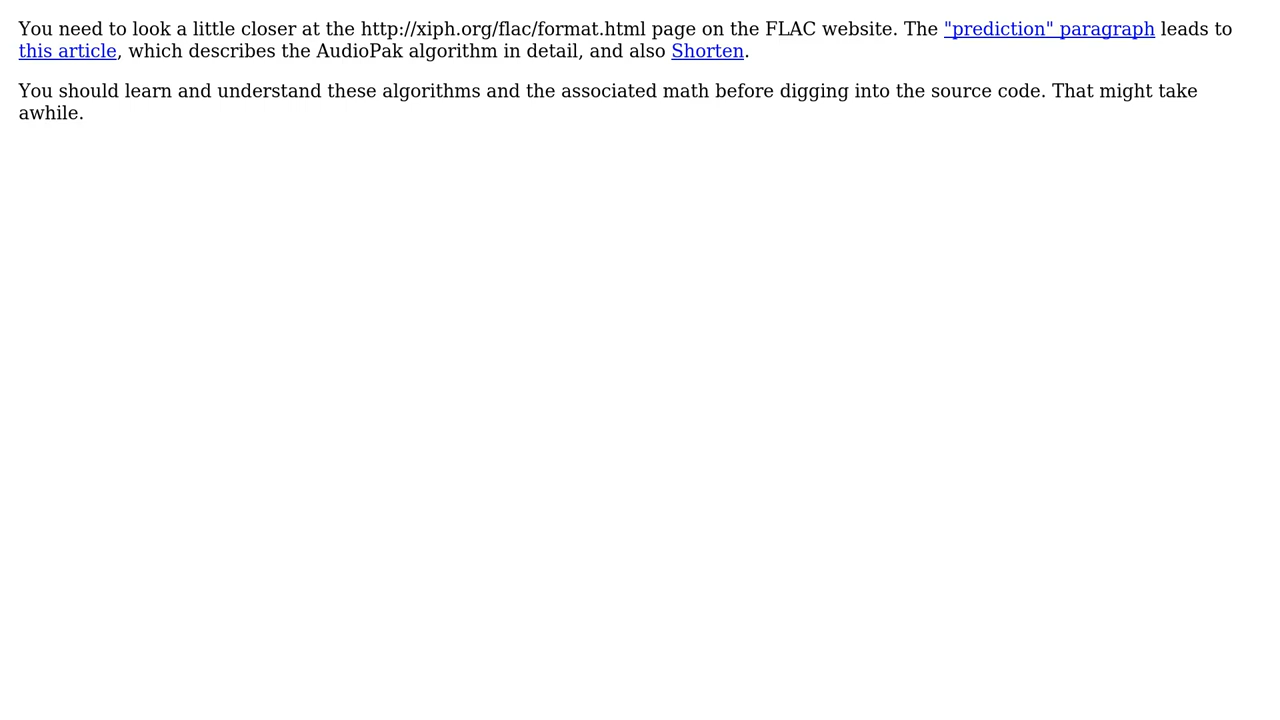 You need to look a little closer at the http://xiph.org/flac/format.html page on the FLAC website. The "prediction" paragraph leads to
this article, which describes the AudioPak algorithm in detail, and also Shorten.
You should learn and understand these algorithms and the associated math before digging into the source code. That might take
awhile.